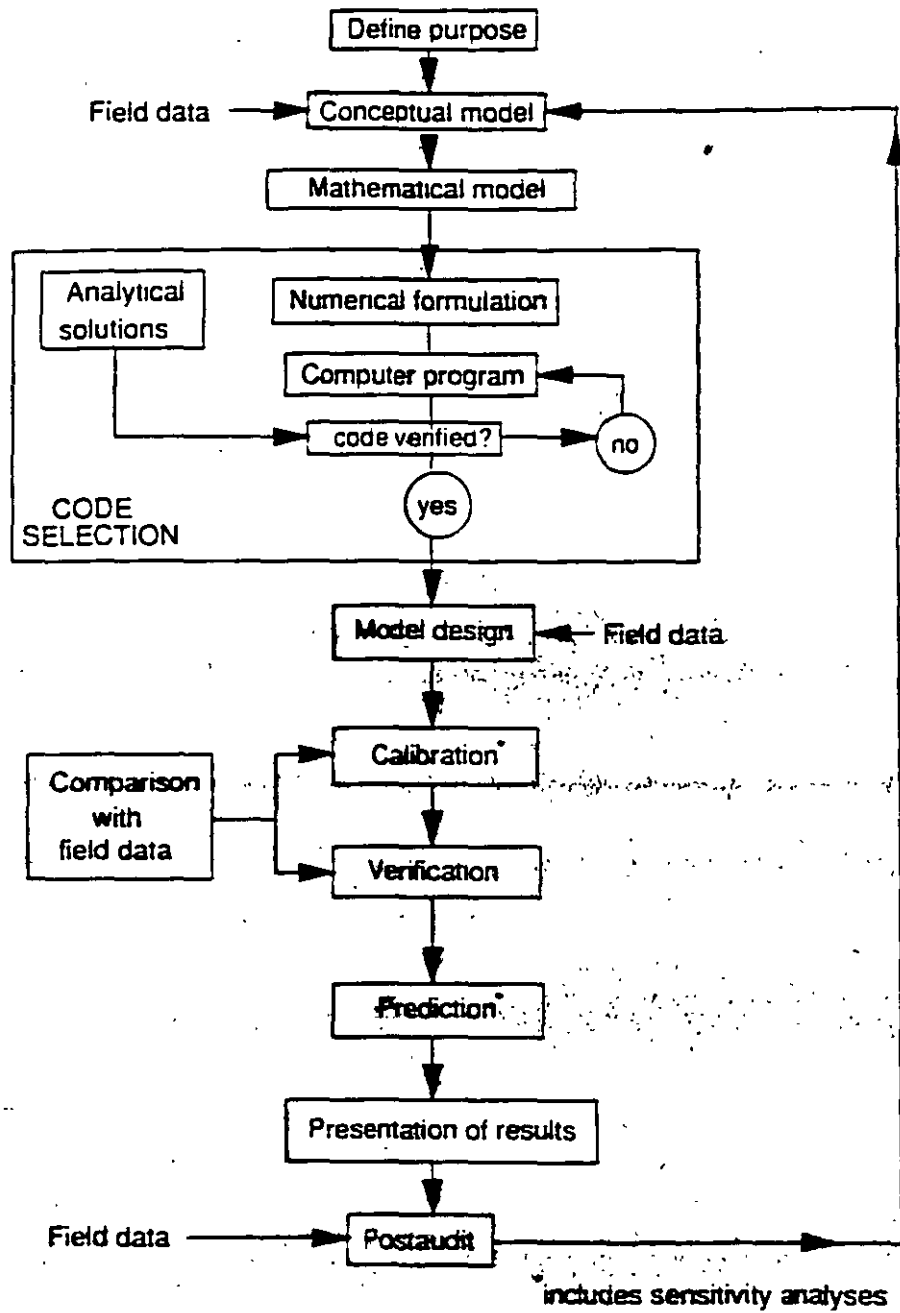 Define purpose
Field data
Conceptual model
Mathematical model
Analytical
solutions
Numerical formulation
Computer program
code verified?
no
yes
CODE
SELECTION
Model design
Field data
Calibration*
Comparison
with
field data
Verification
Prediction*
Presentation of results
Field data
Postaudit
*includes sensitivity analyses